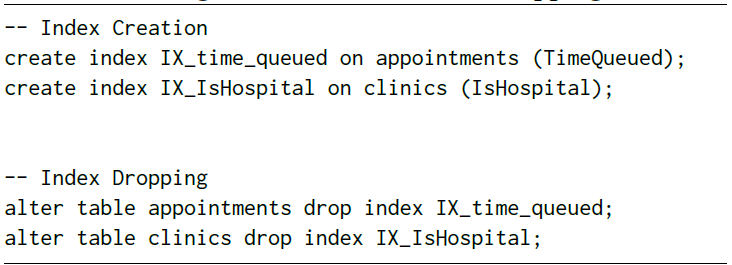 -- Index Creation
create index IX_time_queued on appointments (TimeQueued);
create index IX_IsHospital on clinics (IsHospital);
-- Index Dropping
alter table appointments drop index IX_time_queued;
alter table clinics drop index IX_IsHospital;